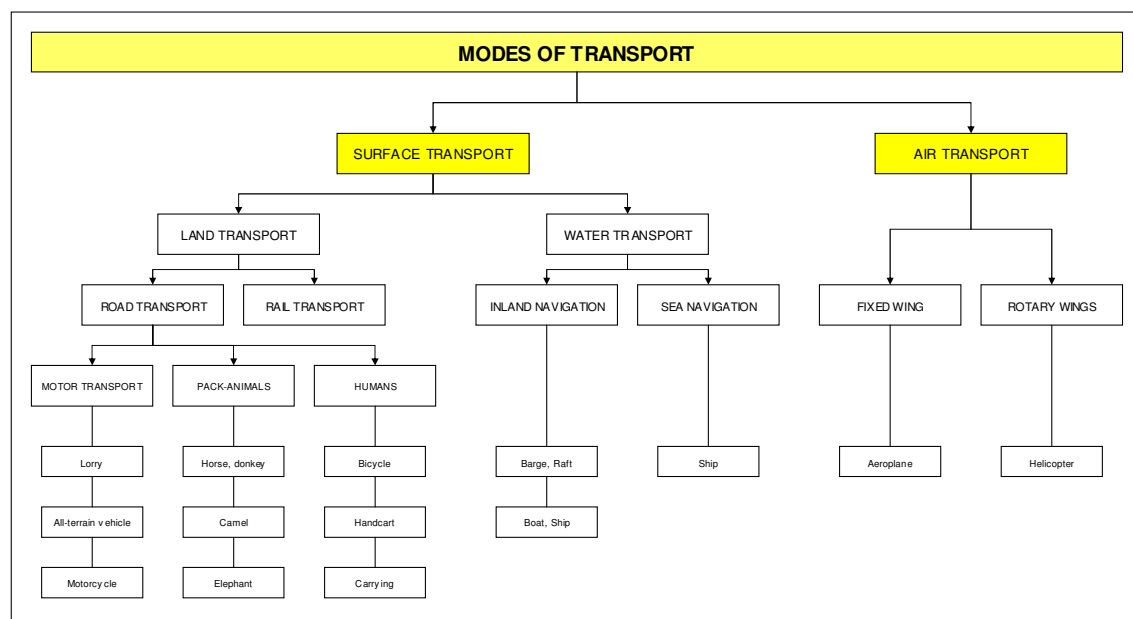 MODES OF TRANSPORT
SURFACE TRANSPORT
AIR TRANSPORT
LAND TRANSPORT
WATER TRANSPORT
ROAD TRANSPORT
RAIL TRANSPORT
INLAND NAVIGATION
SEA NAVIGATION
FIXED WING
ROTARY WINGS
MOTOR TRANSPORT
PACK-ANIMALS
HUMANS
Lorry
Horse, donkey
Bicycle
Barge, Raft
Ship
Aeroplane
Helicopter
All-terrain vehicle
Camel
Handcart
Boat, Ship
Motorcycle
Elephant
Carrying